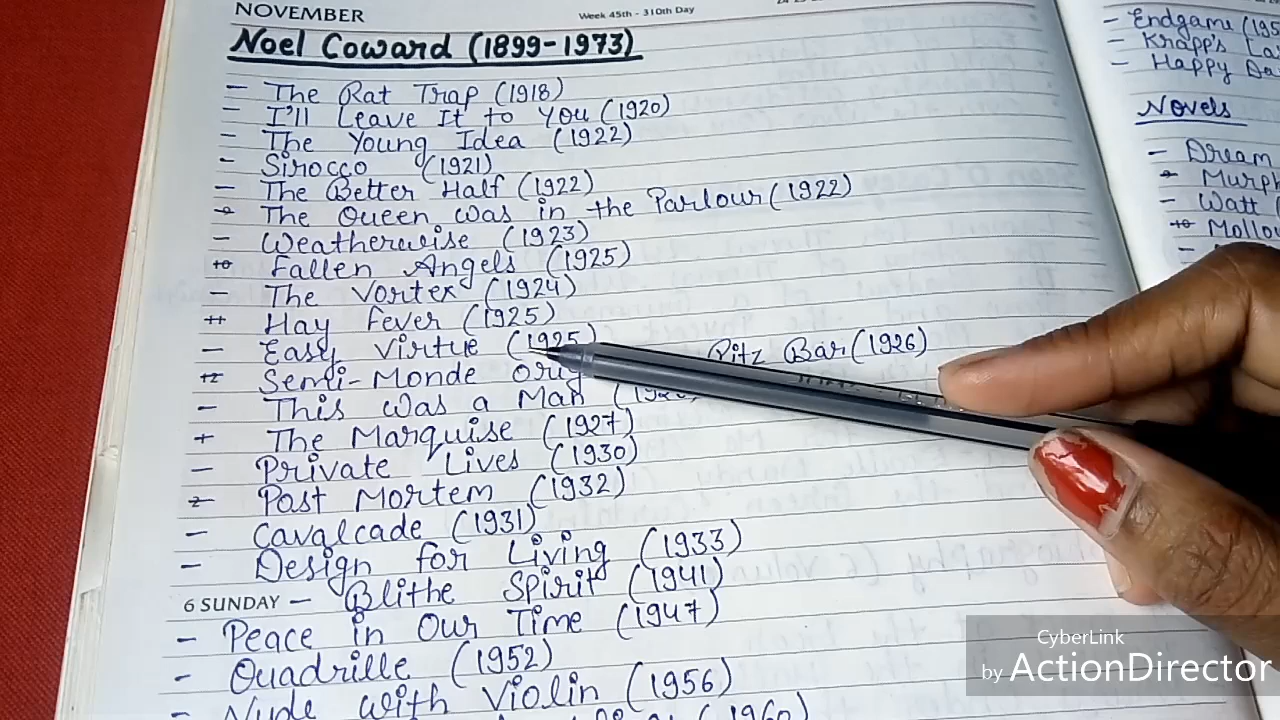 NOVEMBER
Week 45th - 310th Day
Noel Coward (1899-1973)
- The Rat Trap (1918)
- I'll Leave It to You (1920)
- The Young Idea (1922)
- Sirocco (1921)
- The Better Half (1922)
- The Queen was in the Parlour (1922)
- Weatherwise (1923)
- Fallen Angels (1925)
- The Vortex (1924)
- Hay Fever (1925)
- Easy Virtue (1925)
- Semi-Monde Ritz Bar (1926)
- This was a Man
- The Marquise (1927)
- Private Lives (1930)
- Post Mortem (1932)
- Cavalcade (1931)
- Design for Living (1933)
6 SUNDAY - Blithe Spirit (1941)
- Peace in Our Time (1947)
- Quadrille (1952)
- Nude with Violin (1956)
(1960)
- Endgame (195
- Krapp's La
- Happy Da
Novels
- Dream
- Murph
- Watt (
- Mollo
CyberLink
by ActionDirector